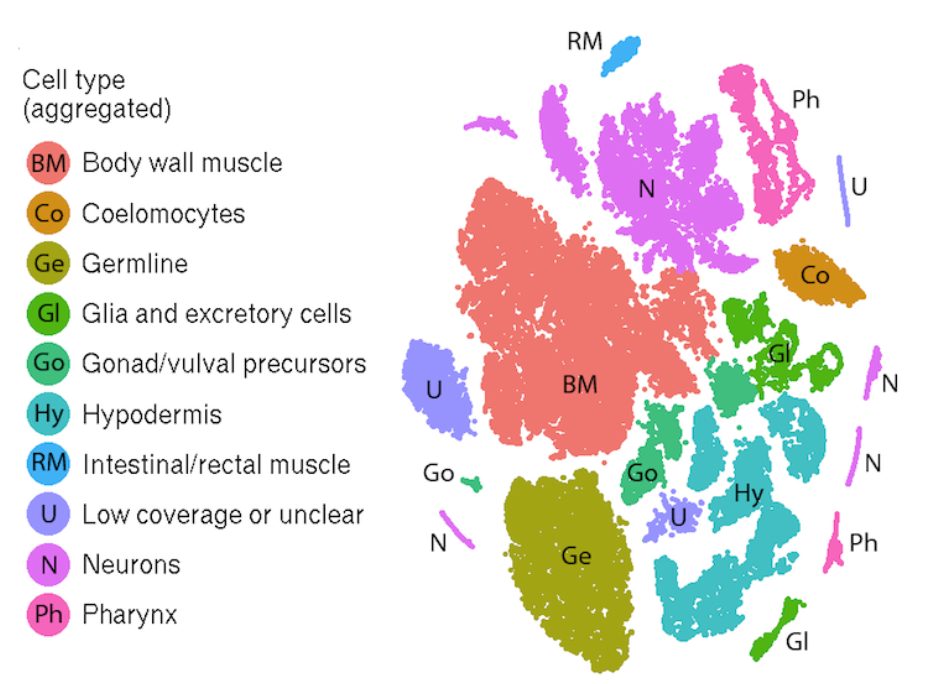 Cell type
(aggregated)
BM Body wall muscle
Co Coelomocytes
Ge Germline
Gl Glia and excretory cells
Go Gonad/vulval precursors
Hy Hypodermis
RM Intestinal/rectal muscle
U Low coverage or unclear
N Neurons
Ph Pharynx
RM
Ph
N
U
Co
Gl
BM
U
N
Go
Go
N
Hy
U
N
Ge
Ph
Gl